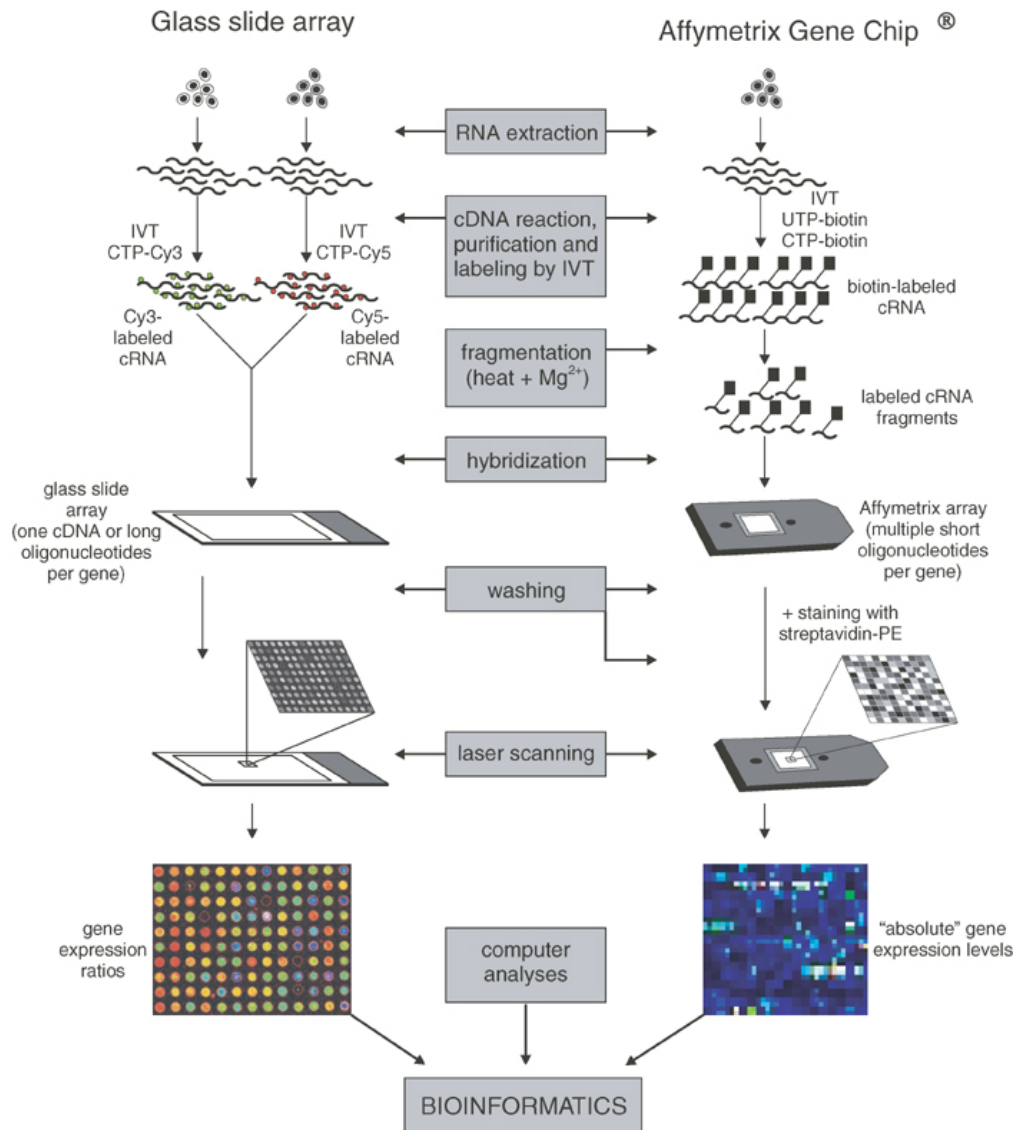 Glass slide array
Affymetrix Gene Chip ®
RNA extraction
IVT
CTP-Cy3
IVT
CTP-Cy5
cDNA reaction,
purification and
labeling by IVT
IVT
UTP-biotin
CTP-biotin
biotin-labeled
cRNA
Cy3-
labeled
cRNA
Cy5-
labeled
cRNA
fragmentation
(heat + Mg²⁺)
labeled cRNA
fragments
hybridization
glass slide
array
(one cDNA or long
oligonucleotides
per gene)
Affymetrix array
(multiple short
oligonucleotides
per gene)
washing
+ staining with
streptavidin-PE
laser scanning
gene
expression
ratios
computer
analyses
“absolute” gene
expression levels
BIOINFORMATICS